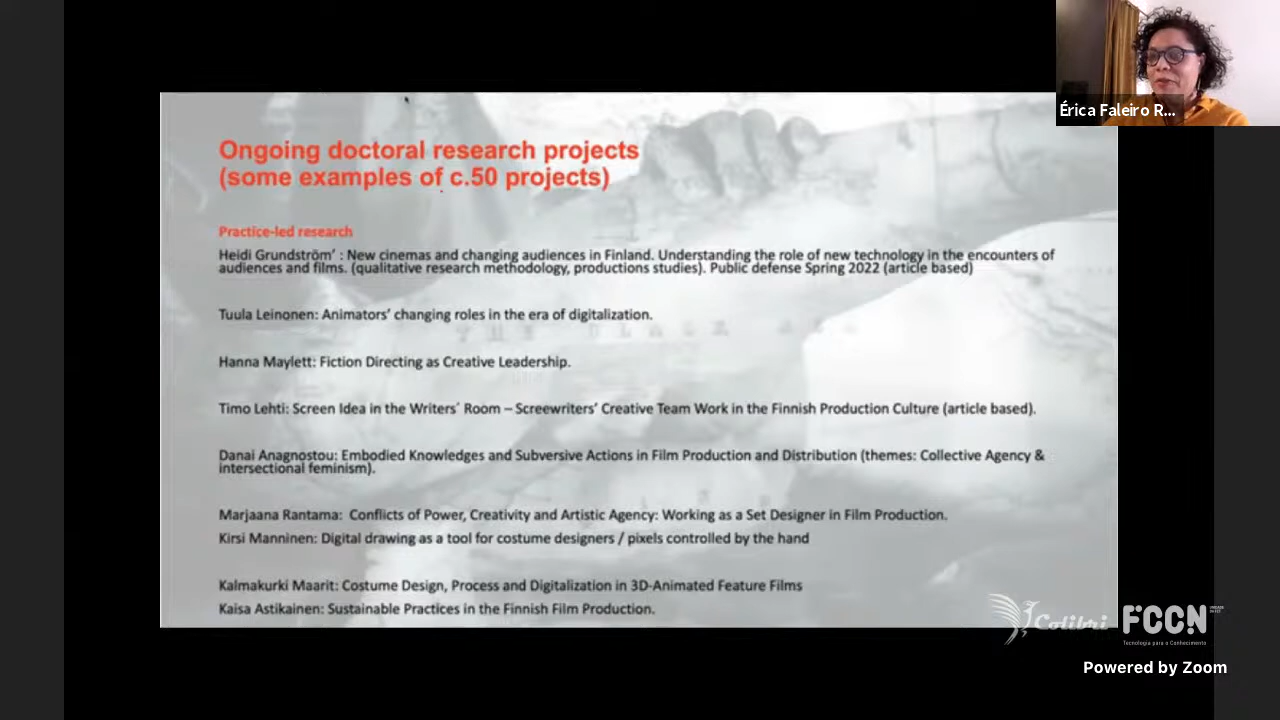 Érica Faleiro R...
Ongoing doctoral research projects
(some examples of c.50 projects)
Practice-led research
Heidi Grundström' : New cinemas and changing audiences in Finland. Understanding the role of new technology in the encounters of
audiences and films. (qualitative research methodology, productions studies). Public defense Spring 2022 (article based)
Tuula Leinonen: Animators' changing roles in the era of digitalization.
Hanna Maylett: Fiction Directing as Creative Leadership.
Timo Lehti: Screen Idea in the Writers´ Room – Screewriters' Creative Team Work in the Finnish Production Culture (article based).
Danai Anagnostou: Embodied Knowledges and Subversive Actions in Film Production and Distribution (themes: Collective Agency &
intersectional feminism).
Marjaana Rantama: Conflicts of Power, Creativity and Artistic Agency: Working as a Set Designer in Film Production.
Kirsi Manninen: Digital drawing as a tool for costume designers / pixels controlled by the hand
Kalmakurki Maarit: Costume Design, Process and Digitalization in 3D-Animated Feature Films
Kaisa Astikainen: Sustainable Practices in the Finnish Film Production.
Colibri FCCN
Tecnologia para o Conhecimento
Powered by Zoom